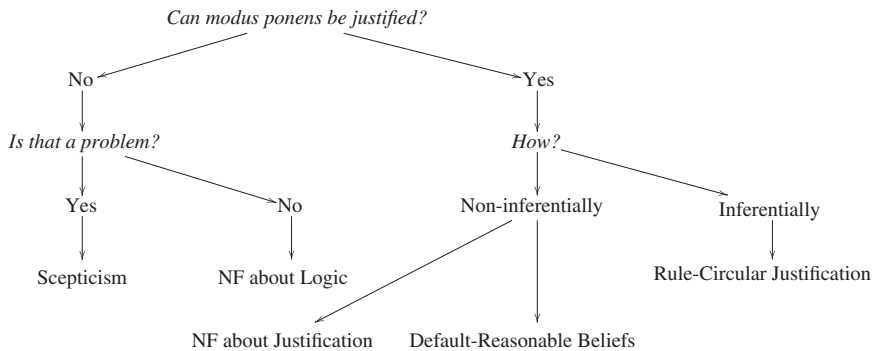 Can modus ponens be justified?
No
Yes
Is that a problem?
How?
Yes
No
Non-inferentially
Inferentially
Scepticism
NF about Logic
Rule-Circular Justification
NF about Justification
Default-Reasonable Beliefs